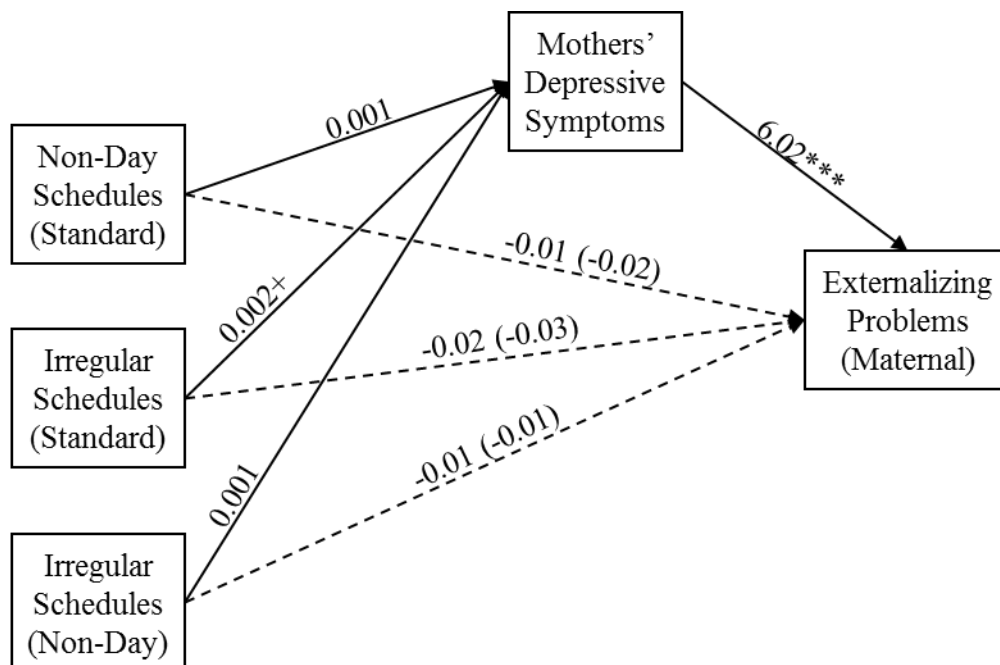 Mothers’
Depressive
Symptoms
0.001
6.02***
Non-Day
Schedules
(Standard)
-0.01 (-0.02)
Externalizing
Problems
(Maternal)
0.002+
-0.02 (-0.03)
Irregular
Schedules
(Standard)
-0.01 (-0.01)
0.001
Irregular
Schedules
(Non-Day)